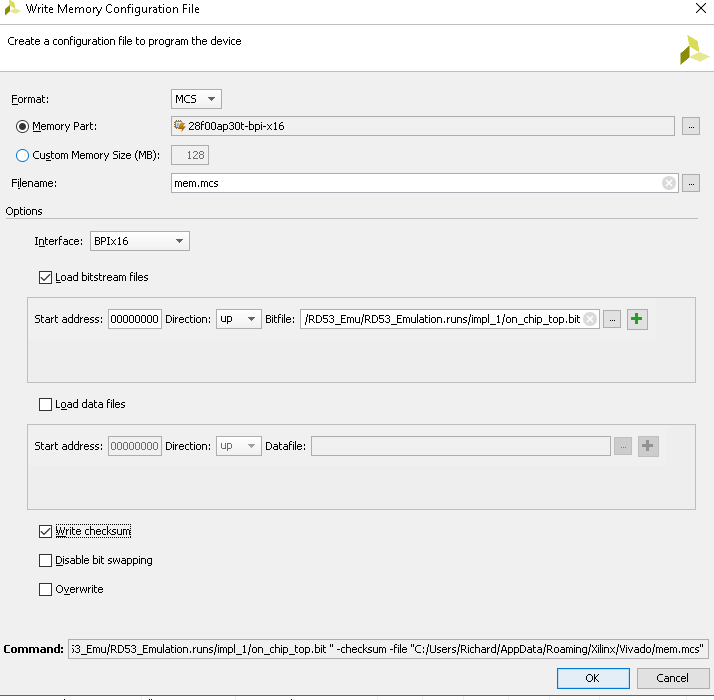 Write Memory Configuration File
Create a configuration file to program the device
Format: MCS
Memory Part: 28f00ap30t-bpi-x16 ...
Custom Memory Size (MB): 128
Filename: mem.mcs ...
Options
Interface: BPIx16
Load bitstream files
Start address: 00000000 Direction: up Bitfile: /RD53_Emu/RD53_Emulation.runs/impl_1/on_chip_top.bit ...
Load data files
Start address: 00000000 Direction: up Datafile: ...
Write checksum
Disable bit swapping
Overwrite
Command: 53_Emu/RD53_Emulation.runs/impl_1/on_chip_top.bit " -checksum -file "C:/Users/Richard/AppData/Roaming/Xilinx/Vivado/mem.mcs"
OK Cancel